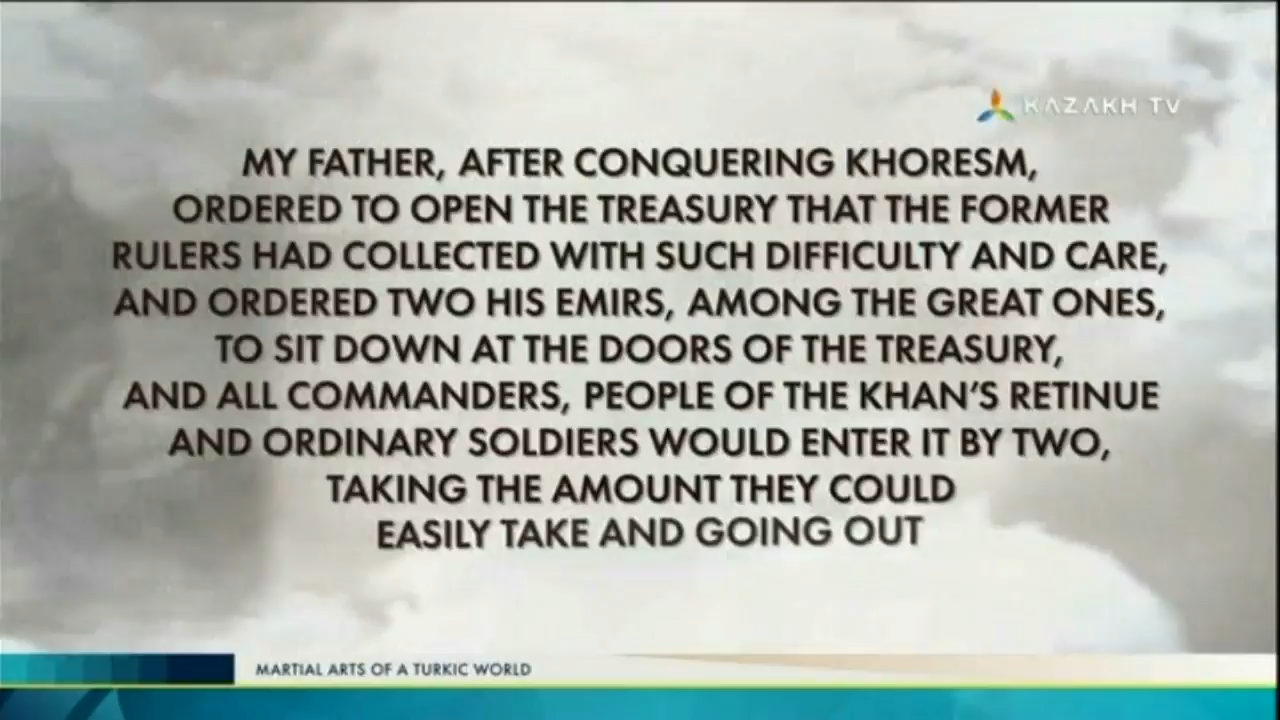 KAZAKH TV
MY FATHER, AFTER CONQUERING KHORESM,
ORDERED TO OPEN THE TREASURY THAT THE FORMER
RULERS HAD COLLECTED WITH SUCH DIFFICULTY AND CARE,
AND ORDERED TWO HIS EMIRS, AMONG THE GREAT ONES,
TO SIT DOWN AT THE DOORS OF THE TREASURY,
AND ALL COMMANDERS, PEOPLE OF THE KHAN'S RETINUE
AND ORDINARY SOLDIERS WOULD ENTER IT BY TWO,
TAKING THE AMOUNT THEY COULD
EASILY TAKE AND GOING OUT
MARTIAL ARTS OF A TURKIC WORLD